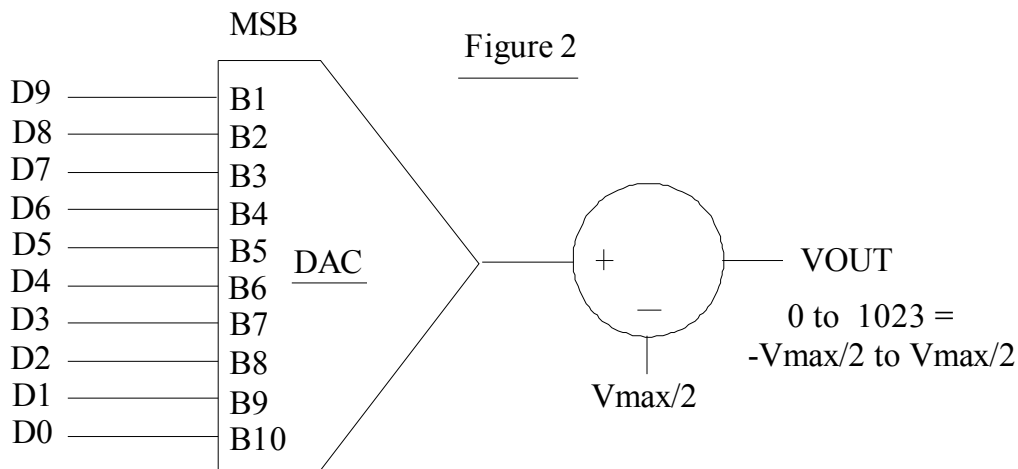 MSB
Figure 2
D9
B1
D8
B2
D7
B3
D6
B4
D5
B5
DAC
D4
B6
D3
B7
D2
B8
D1
B9
D0
B10
+
−
VOUT
0 to 1023 =
-Vmax/2 to Vmax/2
Vmax/2